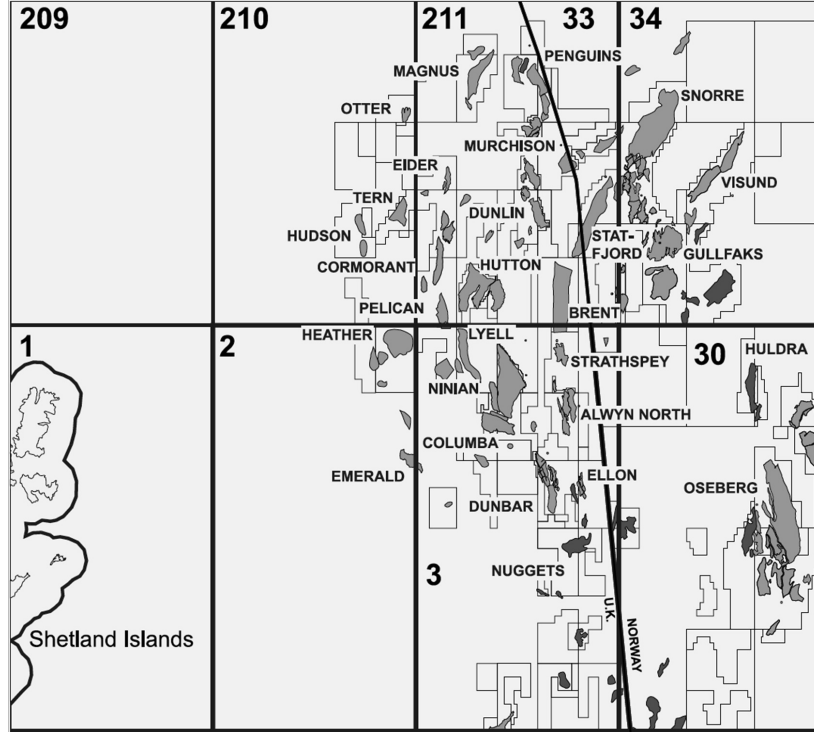 209
210
211
33
34
PENGUINS
MAGNUS
SNORRE
OTTER
MURCHISON
EIDER
VISUND
TERN
DUNLIN
HUDSON
STAT-
FJORD
GULLFAKS
CORMORANT
HUTTON
PELICAN
BRENT
1
2
HEATHER
LYELL
30
HULDRA
STRATHSPEY
NINIAN
ALWYN NORTH
COLUMBA
EMERALD
ELLON
OSEBERG
DUNBAR
NUGGETS
3
U.K.
NORWAY
Shetland Islands